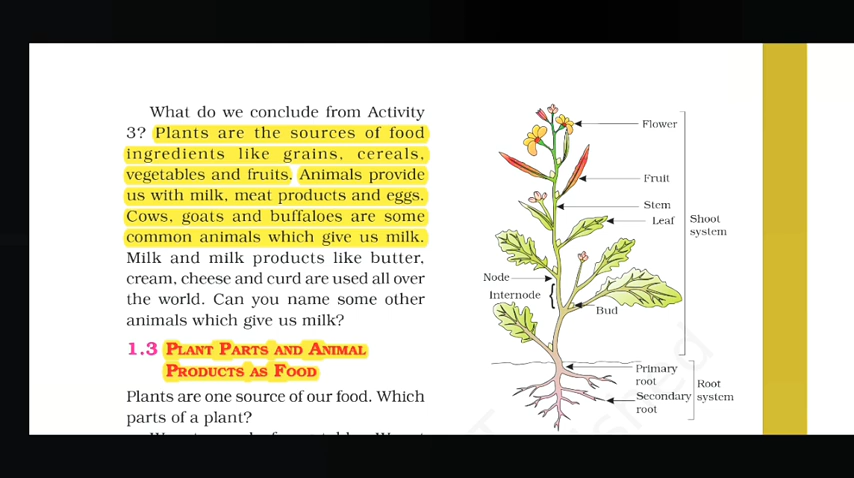 What do we conclude from Activity
3? Plants are the sources of food
ingredients like grains, cereals,
vegetables and fruits. Animals provide
us with milk, meat products and eggs.
Cows, goats and buffaloes are some
common animals which give us milk.
Milk and milk products like butter,
cream, cheese and curd are used all over
the world. Can you name some other
animals which give us milk?
1.3 PLANT PARTS AND ANIMAL
PRODUCTS AS FOOD
Plants are one source of our food. Which
parts of a plant?
Flower
Fruit
Stem
Leaf
Shoot
system
Node
Internode
Bud
Primary
root
Secondary
root
Root
system